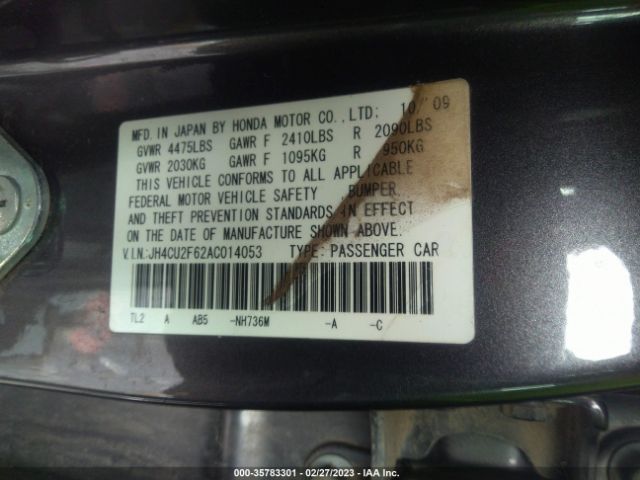 MFD. IN JAPAN BY HONDA MOTOR CO.,LTD: 10/'09
GVWR 4475LBS GAWR F 2410LBS R 2090LBS
GVWR 2030KG GAWR F 1095KG R 950KG
THIS VEHICLE CONFORMS TO ALL APPLICABLE
FEDERAL MOTOR VEHICLE SAFETY BUMPER,
AND THEFT PREVENTION STANDARDS IN EFFECT
ON THE DATE OF MANUFACTURE SHOWN ABOVE.
V.I.N:JH4CU2F62AC014053 TYPE: PASSENGER CAR
TL2 A AB5 -NH736M -A -C
000-35783301 - 02/27/2023 - IAA Inc.